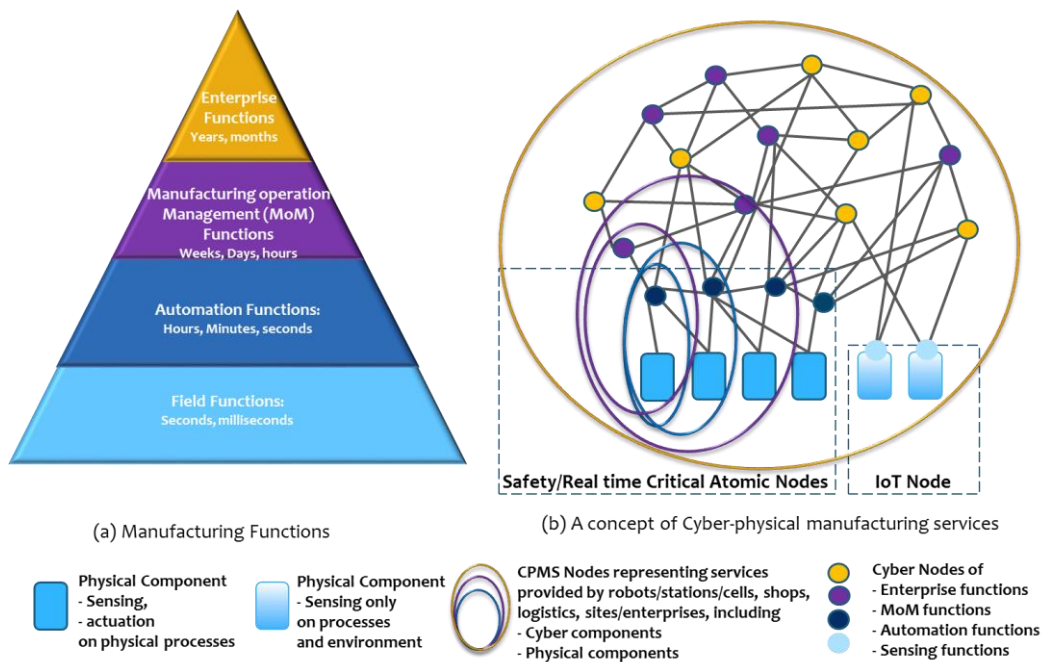 Enterprise
Functions
Years, months
Manufacturing operation
Management (MoM)
Functions
Weeks, Days, hours
Automation Functions:
Hours, Minutes, seconds
Field Functions:
Seconds, milliseconds
(a) Manufacturing Functions
Safety/Real time Critical Atomic Nodes
IoT Node
(b) A concept of Cyber-physical manufacturing services
Physical Component
- Sensing,
- actuation
on physical processes
Physical Component
- Sensing only
on processes
and environment
CPMS Nodes representing services
provided by robots/stations/cells, shops,
logistics, sites/enterprises, including
- Cyber components
- Physical components
Cyber Nodes of
- Enterprise functions
- MoM functions
- Automation functions
- Sensing functions